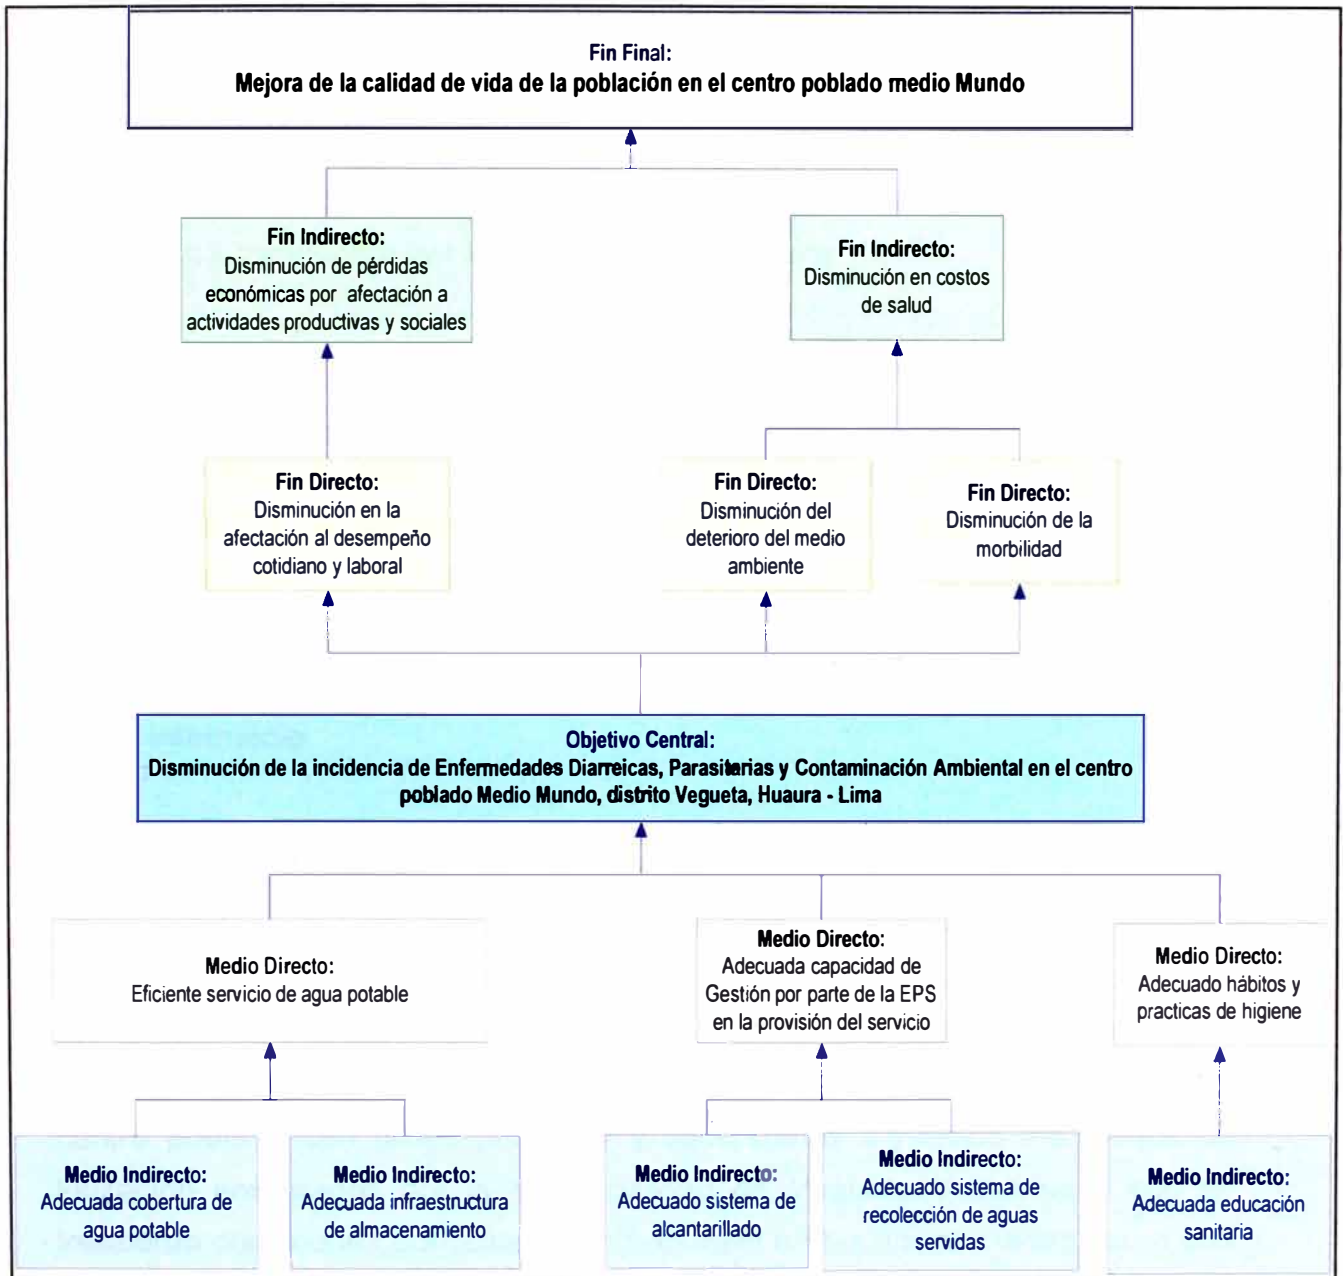 Fin Final:
Mejora de la calidad de vida de la población en el centro poblado medio Mundo
Fin Indirecto:
Disminución de pérdidas
económicas por afectación a
actividades productivas y sociales
Fin Indirecto:
Disminución en costos
de salud
Fin Directo:
Disminución en la
afectación al desempeño
cotidiano y laboral
Fin Directo:
Disminución del
deterioro del medio
ambiente
Fin Directo:
Disminución de la
morbilidad
Objetivo Central:
Disminución de la incidencia de Enfermedades Diarreicas, Parasitarias y Contaminación Ambiental en el centro
poblado Medio Mundo, distrito Vegueta, Huaura - Lima
Medio Directo:
Eficiente servicio de agua potable
Medio Directo:
Adecuada capacidad de
Gestión por parte de la EPS
en la provisión del servicio
Medio Directo:
Adecuado hábitos y
practicas de higiene
Medio Indirecto:
Adecuada cobertura de
agua potable
Medio Indirecto:
Adecuada infraestructura
de almacenamiento
Medio Indirecto:
Adecuado sistema de
alcantarillado
Medio Indirecto:
Adecuado sistema de
recolección de aguas
servidas
Medio Indirecto:
Adecuada educación
sanitaria